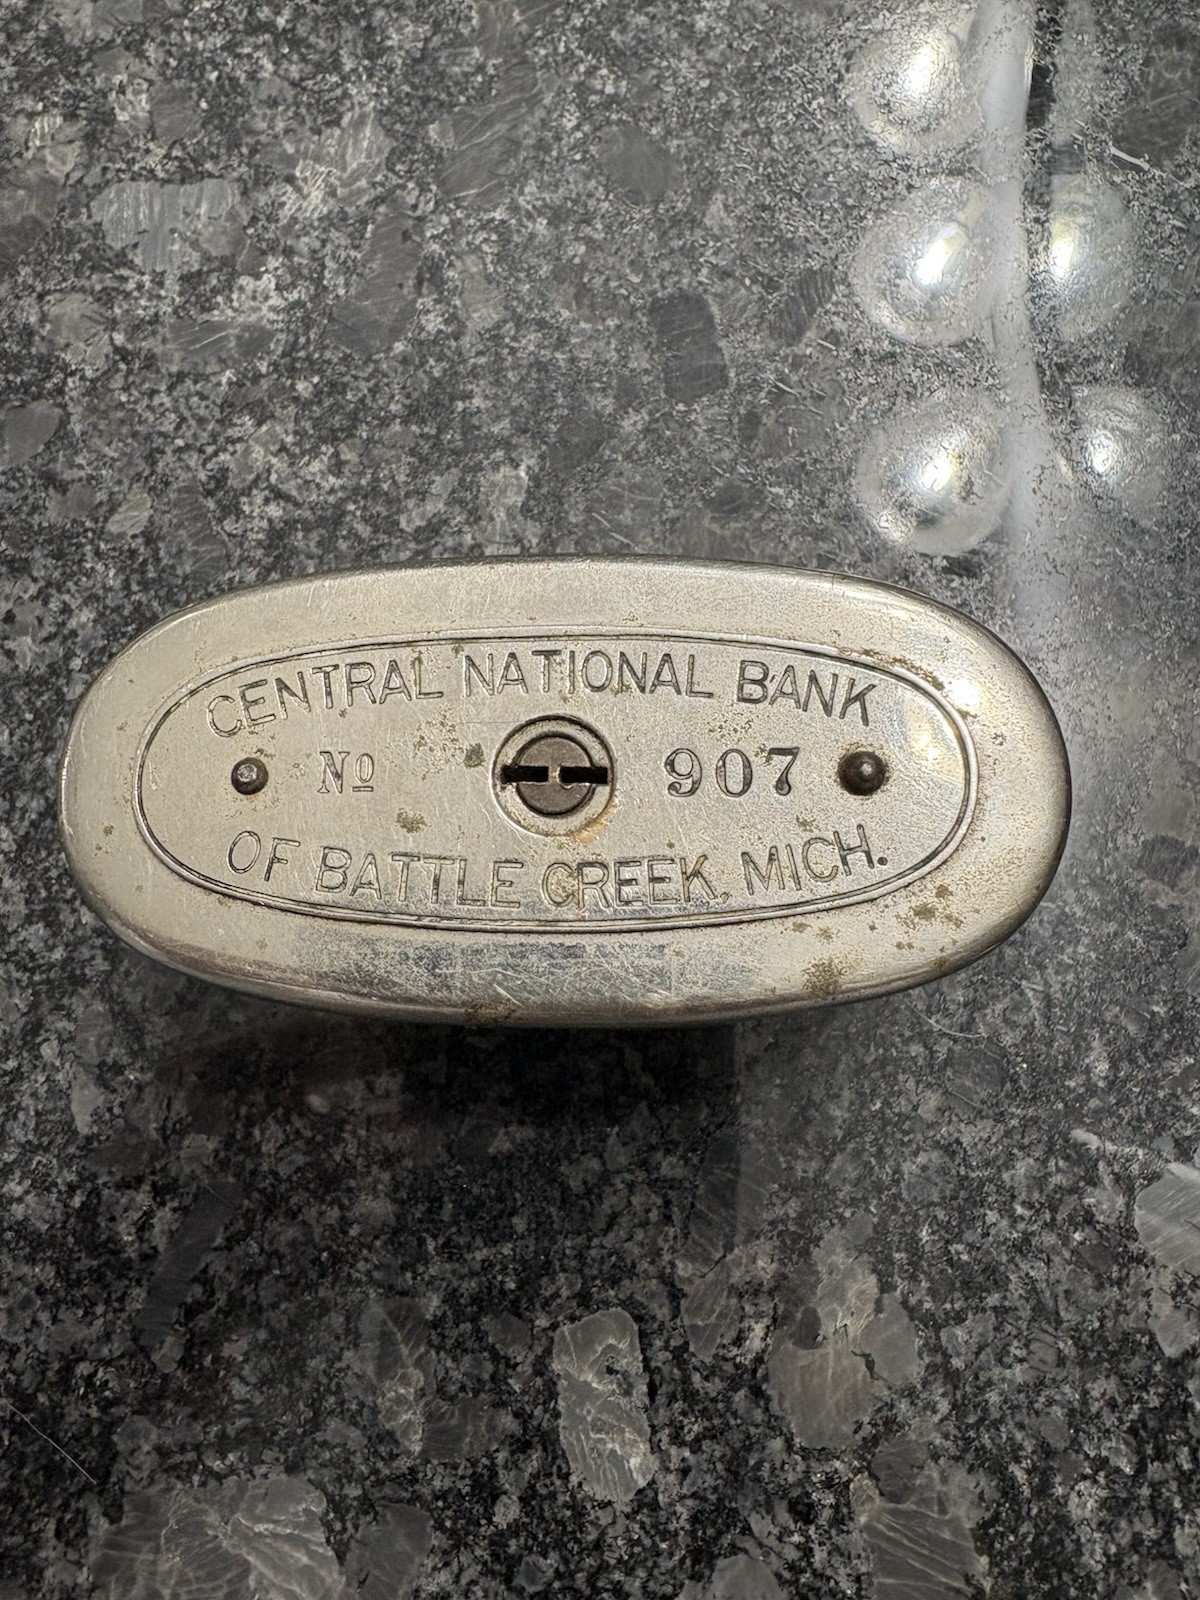 CENTRAL NATIONAL BANK
No 907
OF BATTLE CREEK, MICH.